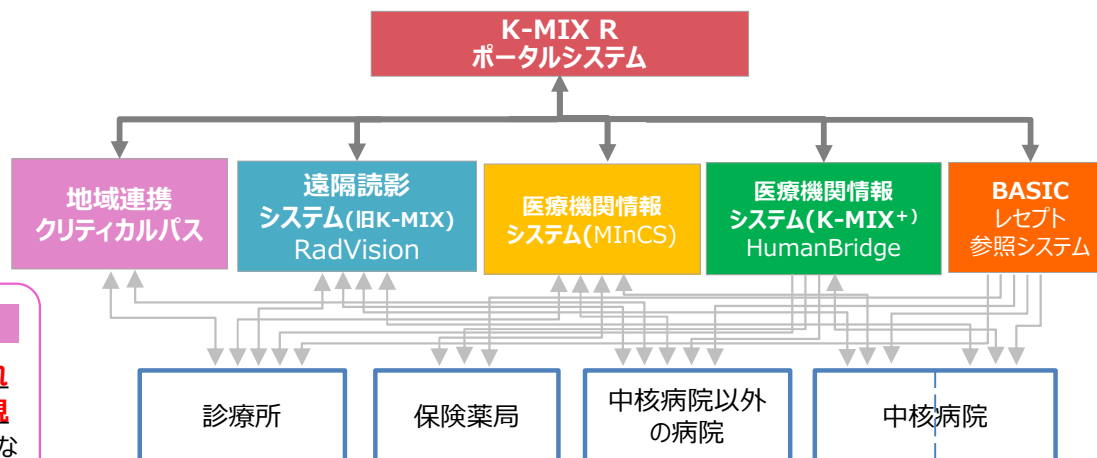 K-MIX R
ポータルシステム
地域連携
クリティカルパス
遠隔読影
システム(旧K-MIX)
RadVision
医療機関情報
システム(MInCS)
医療機関情報
システム(K-MIX⁺)
HumanBridge
BASIC
レセプト
参照システム
れ
な
診療所
保険薬局
中核病院以外
の病院
中核病院